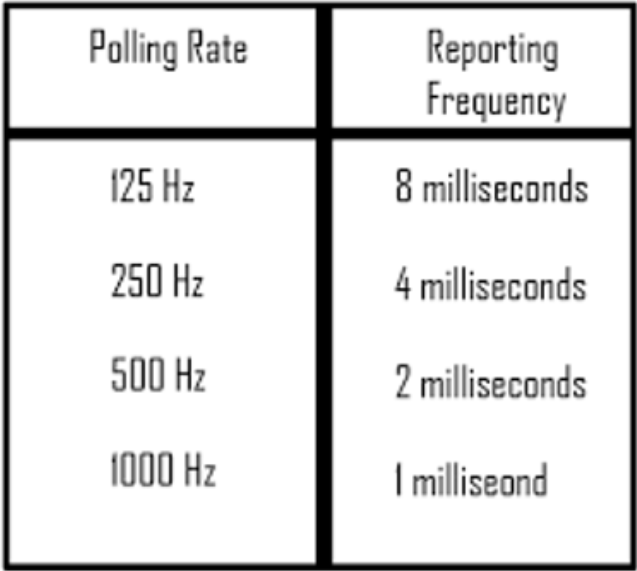 Polling Rate
Reporting
Frequency
125 Hz
8 milliseconds
250 Hz
4 milliseconds
500 Hz
2 milliseconds
1000 Hz
1 milliseond